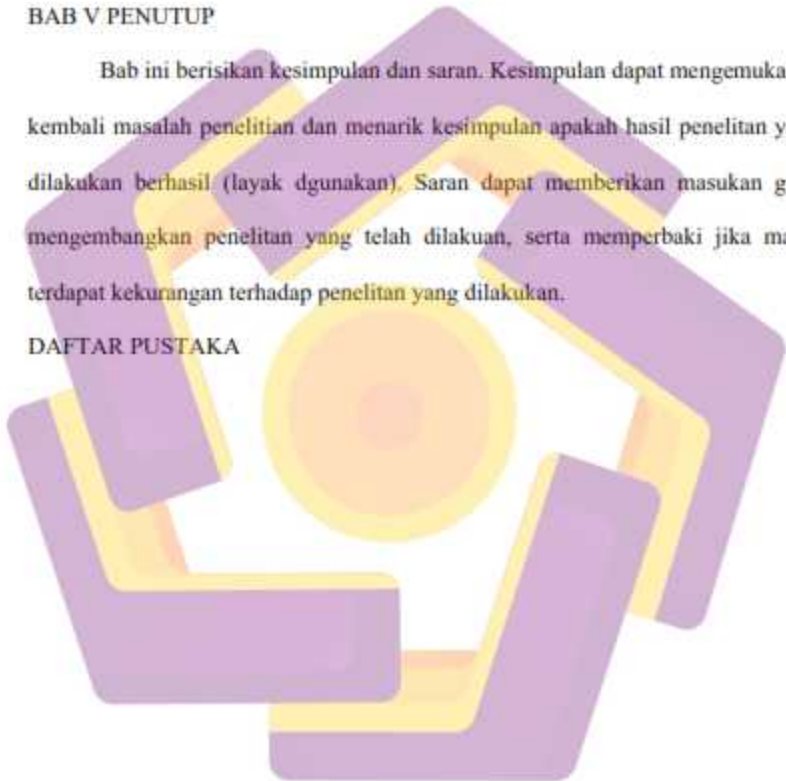 BAB V PENUTUP
Bab ini berisikan kesimpulan dan saran. Kesimpulan dapat mengemuka
kembali masalah penelitian dan menarik kesimpulan apakah hasil penelitan y
dilakukan berhasil (layak dgunakan). Saran dapat memberikan masukan g
mengembangkan penelitan yang telah dilakuan, serta memperbaki jika ma
terdapat kekurangan terhadap penelitan yang dilakukan.
DAFTAR PUSTAKA